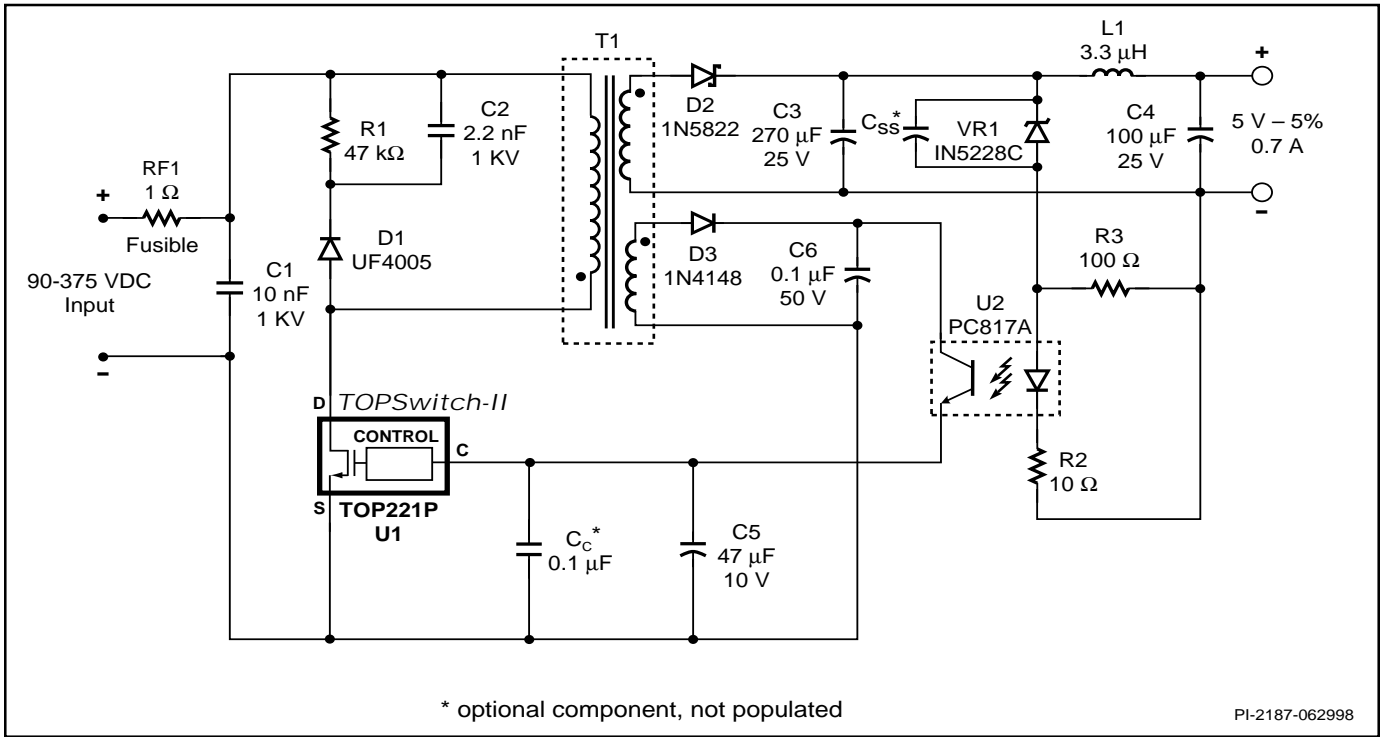 T1
L1
3.3 µH
+
D2
1N5822
C3
270 µF
25 V
CSS*
VR1
IN5228C
C4
100 µF
25 V
5 V – 5%
0.7 A
-
R1
47 kΩ
C2
2.2 nF
1 KV
RF1
1 Ω
+
Fusible
D1
UF4005
C1
10 nF
1 KV
90-375 VDC
Input
-
D3
1N4148
C6
0.1 µF
50 V
R3
100 Ω
U2
PC817A
D
TOPSwitch-II
CONTROL
C
S
TOP221P
U1
CC*
0.1 µF
C5
47 µF
10 V
R2
10 Ω
* optional component, not populated
PI-2187-062998